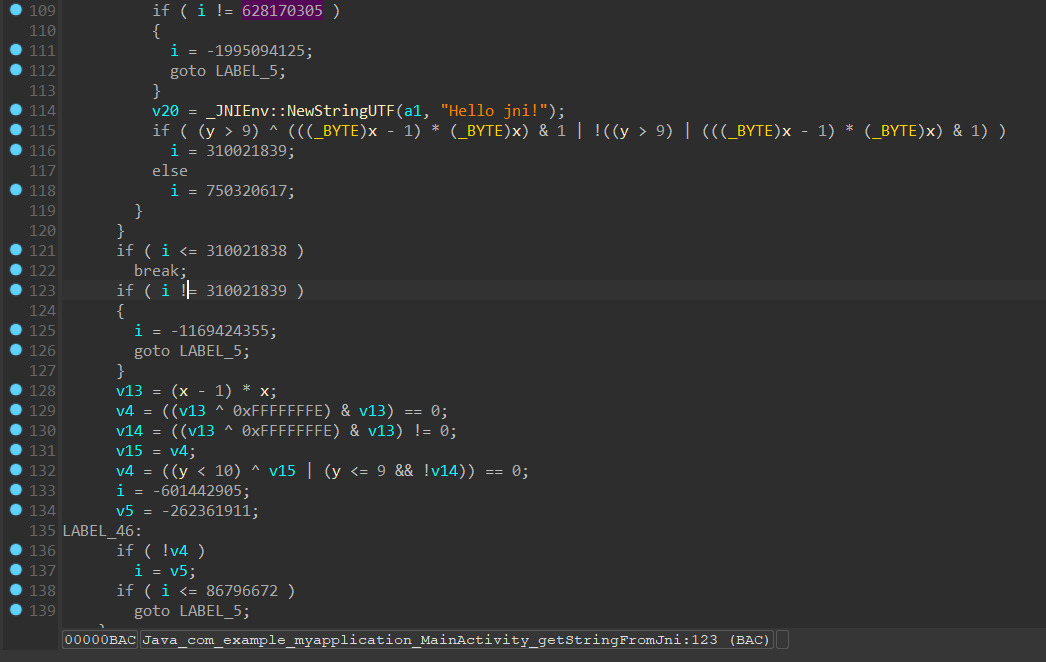 109 if ( i != 628170305 )
110 {
111 i = -1995094125;
112 goto LABEL_5;
113 }
114 v20 = _JNIEnv::NewStringUTF(a1, "Hello jni!");
115 if ( (y > 9) ^ (((_BYTE)x - 1) * (_BYTE)x) & 1 | !((y > 9) | (((_BYTE)x - 1) * (_BYTE)x) & 1) )
116 i = 310021839;
117 else
118 i = 750320617;
119 }
120 }
121 if ( i <= 310021838 )
122 break;
123 if ( i != 310021839 )
124 {
125 i = -1169424355;
126 goto LABEL_5;
127 }
128 v13 = (x - 1) * x;
129 v4 = ((v13 ^ 0xFFFFFFFE) & v13) == 0;
130 v14 = ((v13 ^ 0xFFFFFFFE) & v13) != 0;
131 v15 = v4;
132 v4 = ((y < 10) ^ v15 | (y <= 9 && !v14)) == 0;
133 i = -601442905;
134 v5 = -262361911;
135 LABEL_46:
136 if ( !v4 )
137 i = v5;
138 if ( i <= 86796672 )
139 goto LABEL_5;
00000BAC Java_com_example_myapplication_MainActivity_getStringFromJni:123 (BAC)